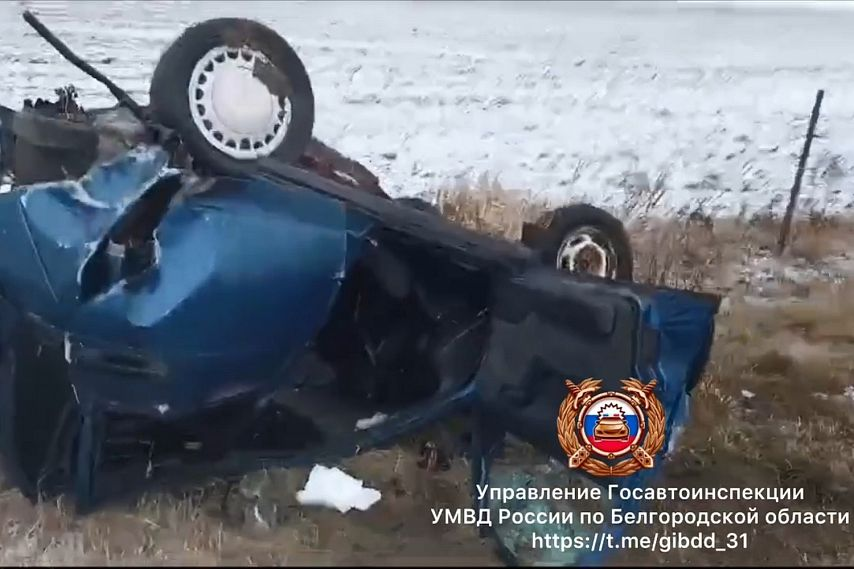 Управление Госавтоинспекции
УМВД России по Белгородской области
https://t.me/gibdd_31